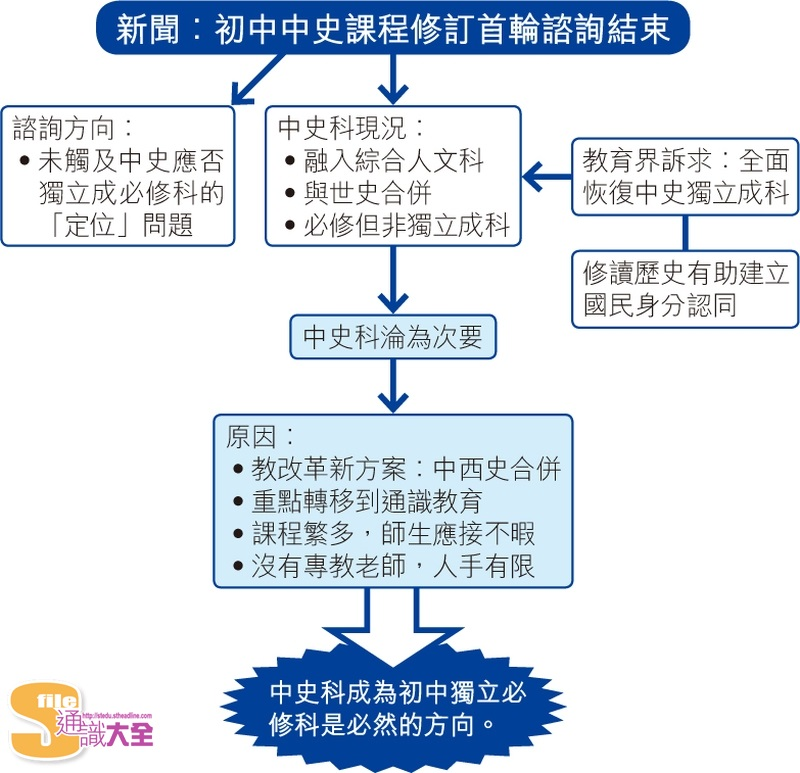 新聞：初中中史課程修訂首輪諮詢結束
諮詢方向：
• 未觸及中史應否
獨立成必修科的
「定位」問題
中史科現況：
• 融入綜合人文科
• 與世史合併
• 必修但非獨立成科
教育界訴求：全面
恢復中史獨立成科
修讀歷史有助建立
國民身分認同
中史科淪為次要
原因：
• 教改革新方案：中西史合併
• 重點轉移到通識教育
• 課程繁多，師生應接不暇
• 沒有專教老師，人手有限
中史科成為初中獨立必
修科是必然的方向。
S file
http://stedu.stheadline.com
通識大全